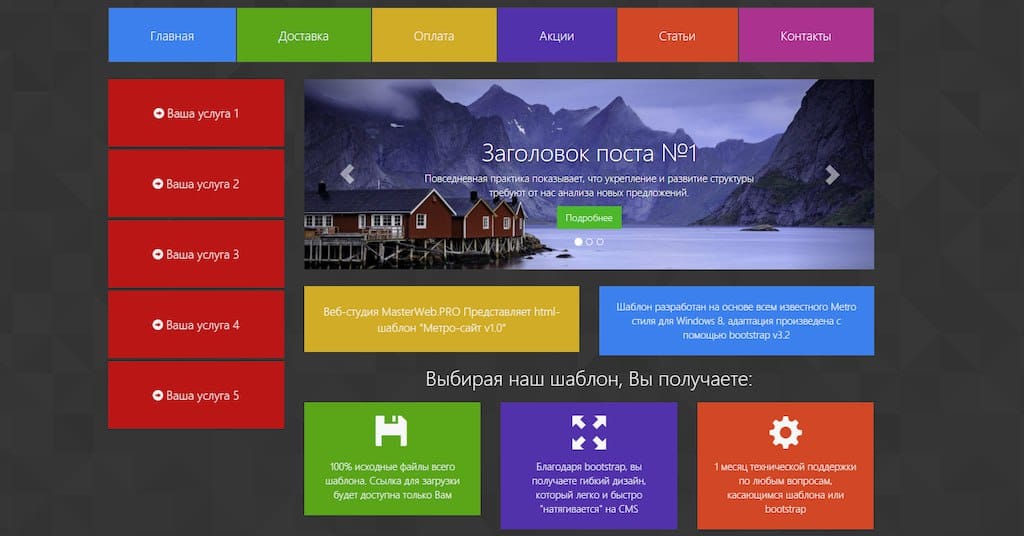 Главная
Доставка
Оплата
Акции
Статьи
Контакты
Ваша услуга 1
Ваша услуга 2
Ваша услуга 3
Ваша услуга 4
Ваша услуга 5
Заголовок поста №1
Повседневная практика показывает, что укрепление и развитие структуры
требуют от нас анализа новых предложений.
Подробнее
Веб-студия MasterWeb.PRO Представляет html-
шаблон "Метро-сайт v1.0"
Шаблон разработан на основе всем известного Metro
стиля для Windows 8, адаптация произведена с
помощью bootstrap v3.2
Выбирая наш шаблон, Вы получаете:
100% исходные файлы всего
шаблона. Ссылка для загрузки
будет доступна только Вам
Благодаря bootstrap, вы
получаете гибкий дизайн,
который легко и быстро
"натягивается" на CMS
1 месяц технической поддержки
по любым вопросам,
касающимся шаблона или
bootstrap